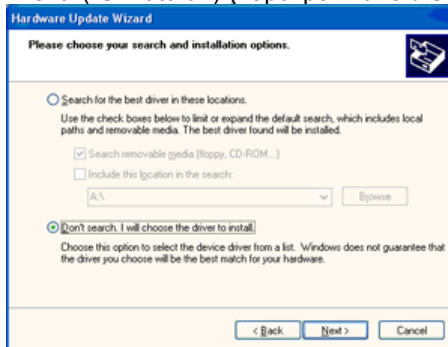 Hardware Update Wizard
Please choose your search and installation options.
Search for the best driver in these locations.
Use the check boxes below to limit or expand the default search, which includes local
paths and removable media. The best driver found will be installed.
Search removable media (floppy, CD-ROM...)
Include this location in the search:
A:\
Browse
Don't search. I will choose the driver to install.
Choose this option to select the device driver from a list. Windows does not guarantee that
the driver you choose will be the best match for your hardware.
< Back Next > Cancel